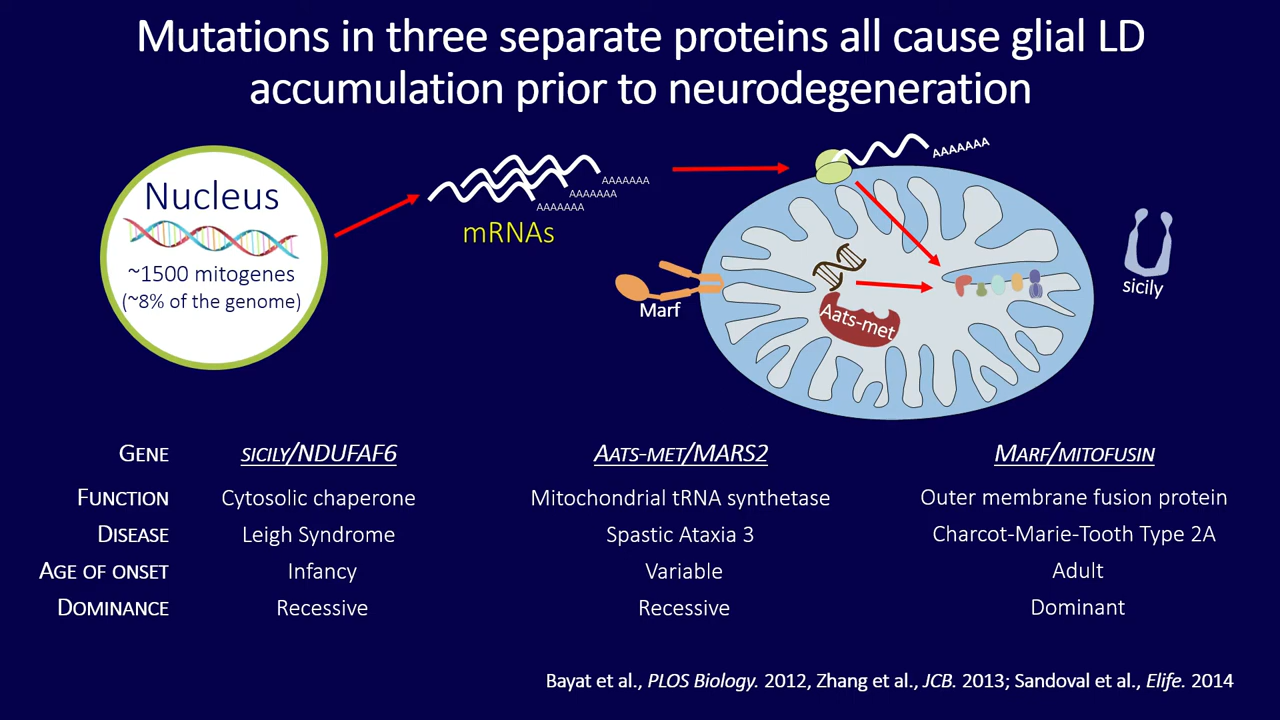 Mutations in three separate proteins all cause glial LD
accumulation prior to neurodegeneration
Nucleus
~1500 mitogenes
(~8% of the genome)
AAAAAAA
AAAAAAA
AAAAAAA
mRNAs
AAAAAAA
Marf
Aats-met
sicily
GENE SICILY/NDUFAF6 AATS-MET/MARS2 MARF/MITOFUSIN
FUNCTION Cytosolic chaperone Mitochondrial tRNA synthetase Outer membrane fusion protein
DISEASE Leigh Syndrome Spastic Ataxia 3 Charcot-Marie-Tooth Type 2A
AGE OF ONSET Infancy Variable Adult
DOMINANCE Recessive Recessive Dominant
Bayat et al., PLOS Biology. 2012, Zhang et al., JCB. 2013; Sandoval et al., Elife. 2014